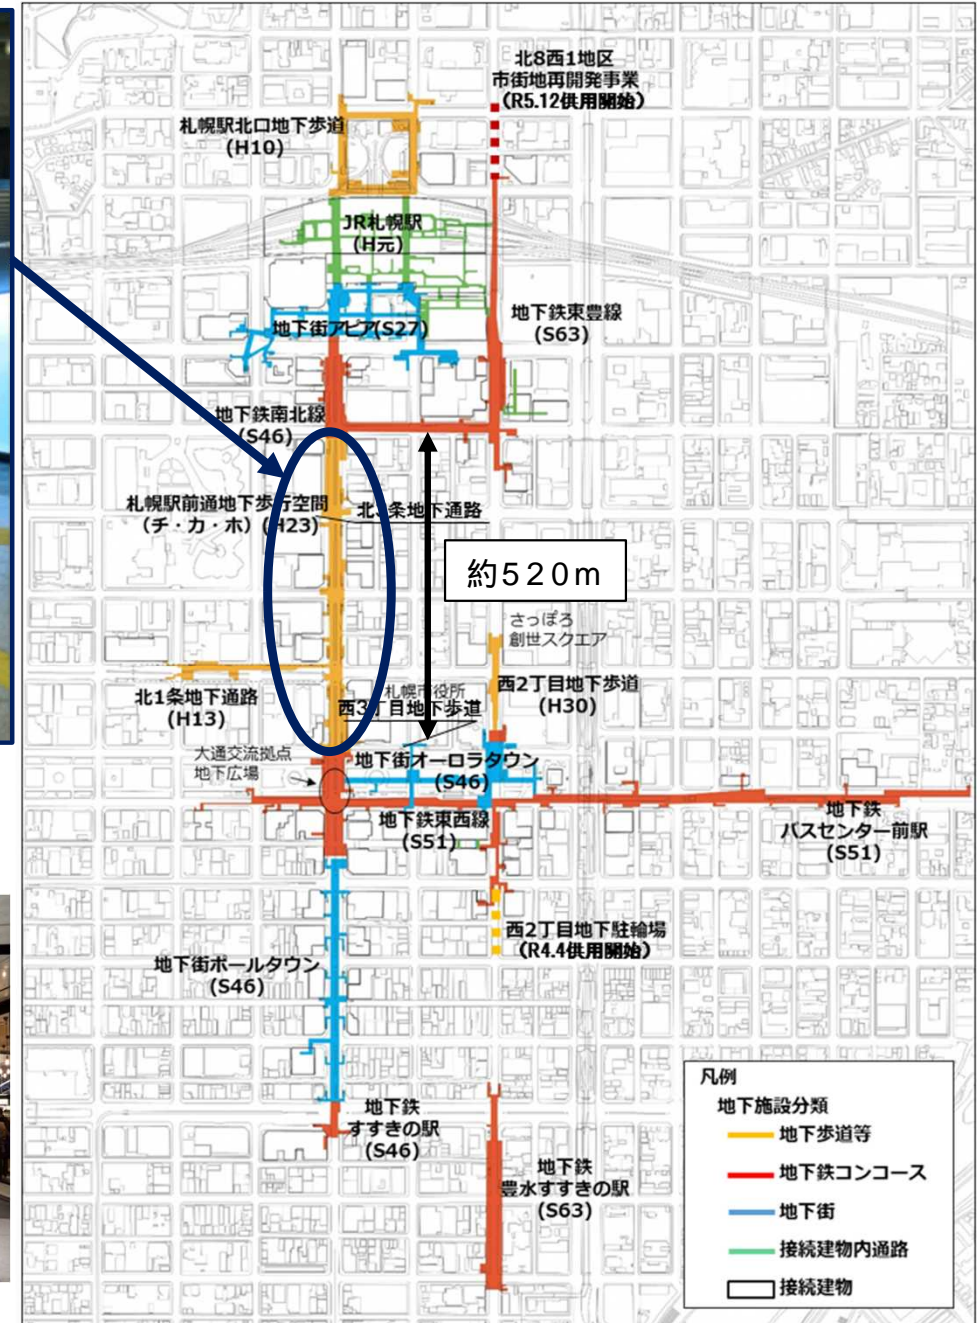 北8西1地区
市街地再開発事業
(R5.12供用開始)
札幌駅北口地下歩道
(H10)
JR札幌駅
(H元)
地下鉄東豊線
(S63)
地下街アピア(S27)
地下鉄南北線
(S46)
札幌駅前通地下歩行空間
(チ・カ・ホ)(H23)
北3条地下通路
約520m
さっぽろ
創世スクエア
北1条地下通路
(H13)
札幌市役所
西3丁目地下歩道
西2丁目地下歩道
(H30)
大通交流拠点
地下広場
地下街オーロラタウン
(S46)
地下鉄東西線
(S51)
地下鉄
バスセンター前駅
(S51)
西2丁目地下駐輪場
(R4.4供用開始)
地下街ポールタウン
(S46)
地下鉄
すすきの駅
(S46)
地下鉄
豊水すすきの駅
(S63)
凡例
地下施設分類
地下歩道等
地下鉄コンコース
地下街
接続建物内通路
接続建物